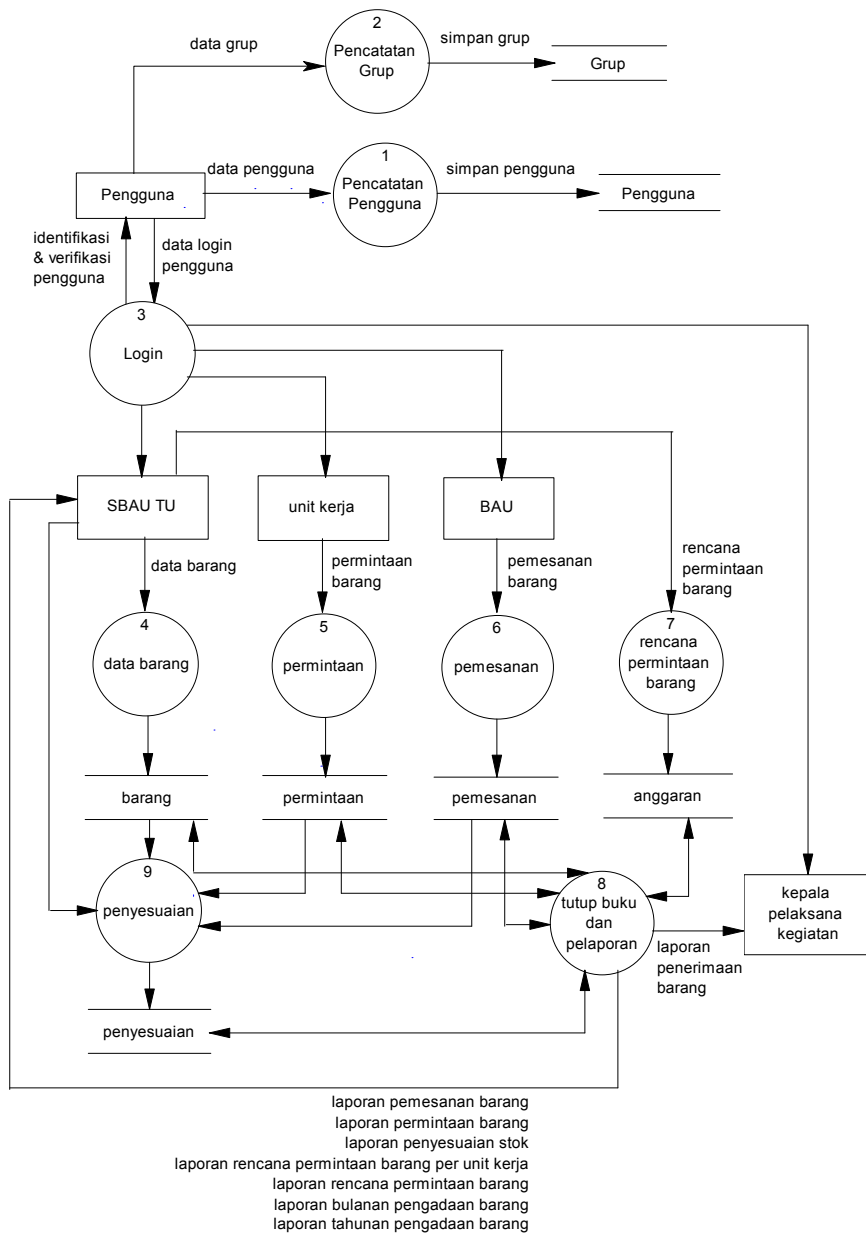 2
Pencatatan
Grup
data grup
simpan grup
Grup
1
Pencatatan
Pengguna
data pengguna
simpan pengguna
Pengguna
Pengguna
identifikasi
& verifikasi
pengguna
data login
pengguna
3
Login
SBAU TU
unit kerja
BAU
data barang
permintaan
barang
pemesanan
barang
rencana
permintaan
barang
4
data barang
5
permintaan
6
pemesanan
7
rencana
permintaan
barang
barang
permintaan
pemesanan
anggaran
9
penyesuaian
8
tutup buku
dan
pelaporan
kepala
pelaksana
kegiatan
laporan
penerimaan
barang
penyesuaian
laporan pemesanan barang
laporan permintaan barang
laporan penyesuaian stok
laporan rencana permintaan barang per unit kerja
laporan rencana permintaan barang
laporan bulanan pengadaan barang
laporan tahunan pengadaan barang